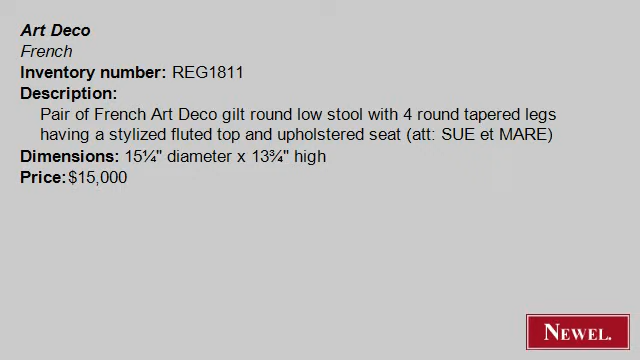 Art Deco
French
Inventory number: REG1811
Description:
Pair of French Art Deco gilt round low stool with 4 round tapered legs
having a stylized fluted top and upholstered seat (att: SUE et MARE)
Dimensions: 15¼" diameter x 13¾" high
Price:$15,000
NEWEL.